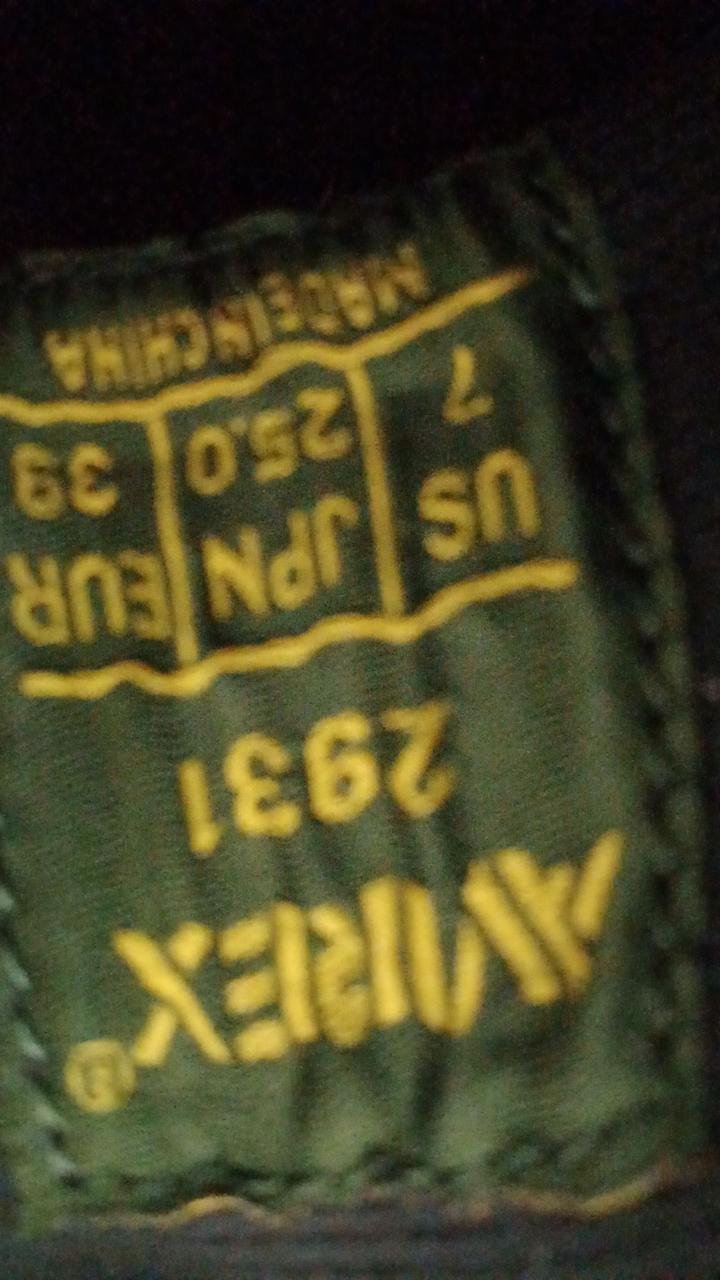 AVIREX®
2931
US JPN EUR
7 25.0 39
MADE IN CHINA